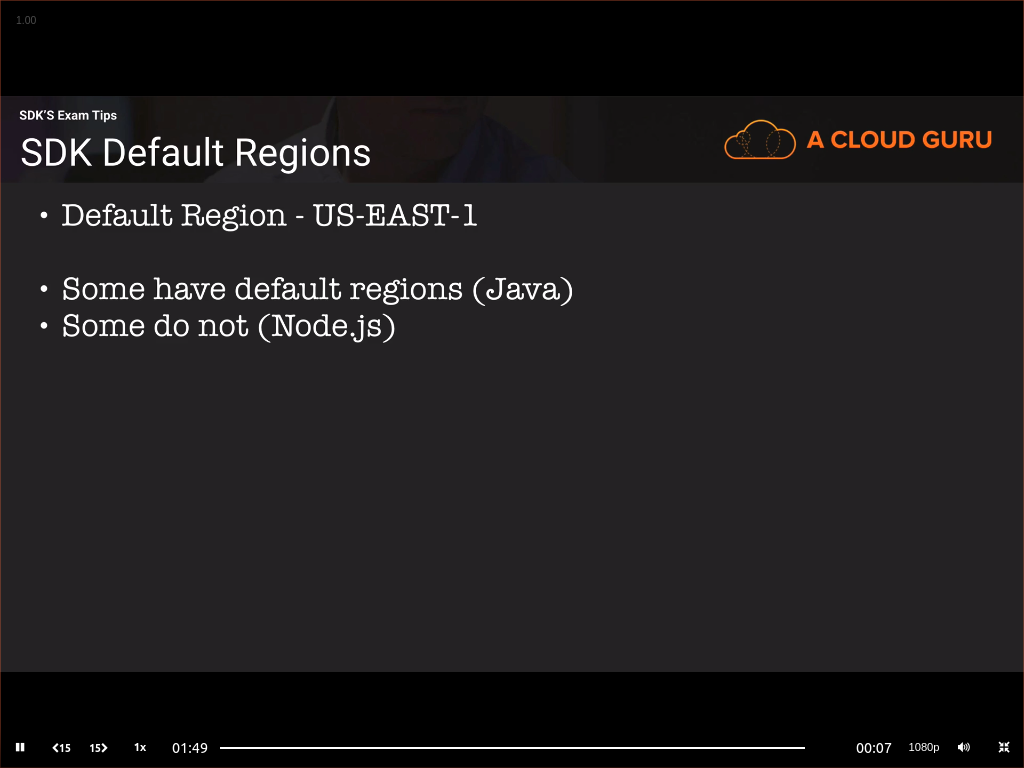 1.00
SDK'S Exam Tips
SDK Default Regions
A CLOUD GURU
• Default Region - US-EAST-1
• Some have default regions (Java)
• Some do not (Node.js)
15 15 1x 01:49 00:07 1080p